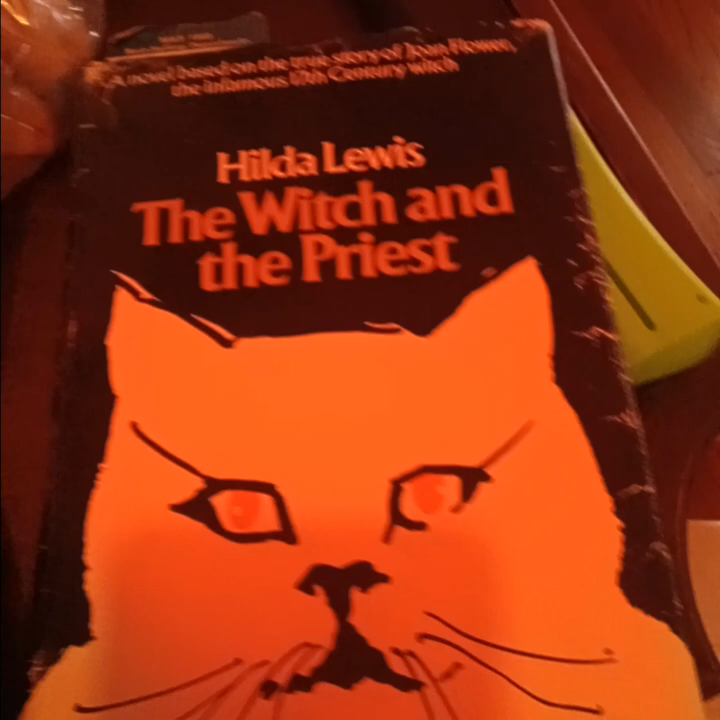 A novel based on the true story of Joan Flower,
the infamous 17th Century witch
Hilda Lewis
The Witch and
the Priest